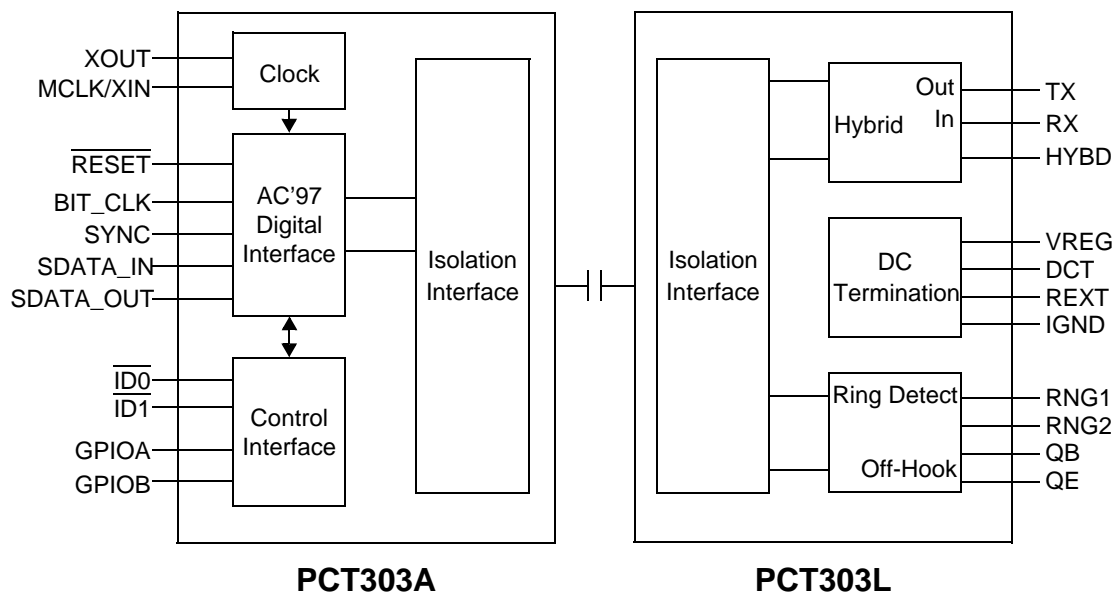 XOUT
MCLK/XIN
Clock
RESET
BIT_CLK
SYNC
SDATA_IN
SDATA_OUT
AC'97
Digital
Interface
ID0
ID1
GPIOA
GPIOB
Control
Interface
Isolation
Interface
Isolation
Interface
Out
In
Hybrid
TX
RX
HYBD
DC
Termination
VREG
DCT
REXT
IGND
Ring Detect
Off-Hook
RNG1
RNG2
QB
QE
PCT303A
PCT303L